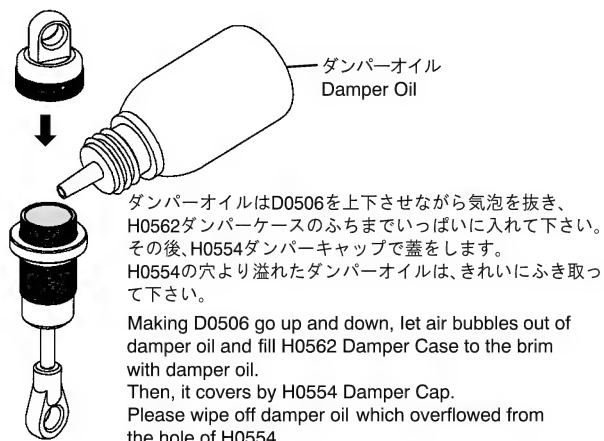 ダンパーオイル
Damper Oil
ダンパーオイルはD0506を上下させながら気泡を抜き、
H0562ダンパーケースのふちまでいっぱいに入れて下さい。
その後、H0554ダンパーキャップで蓋をします。
H0554の穴より溢れたダンパーオイルは、きれいにふき取っ
て下さい。
Making D0506 go up and down, let air bubbles out of
damper oil and fill H0562 Damper Case to the brim
with damper oil.
Then, it covers by H0554 Damper Cap.
Please wipe off damper oil which overflowed from
the hole of H0554